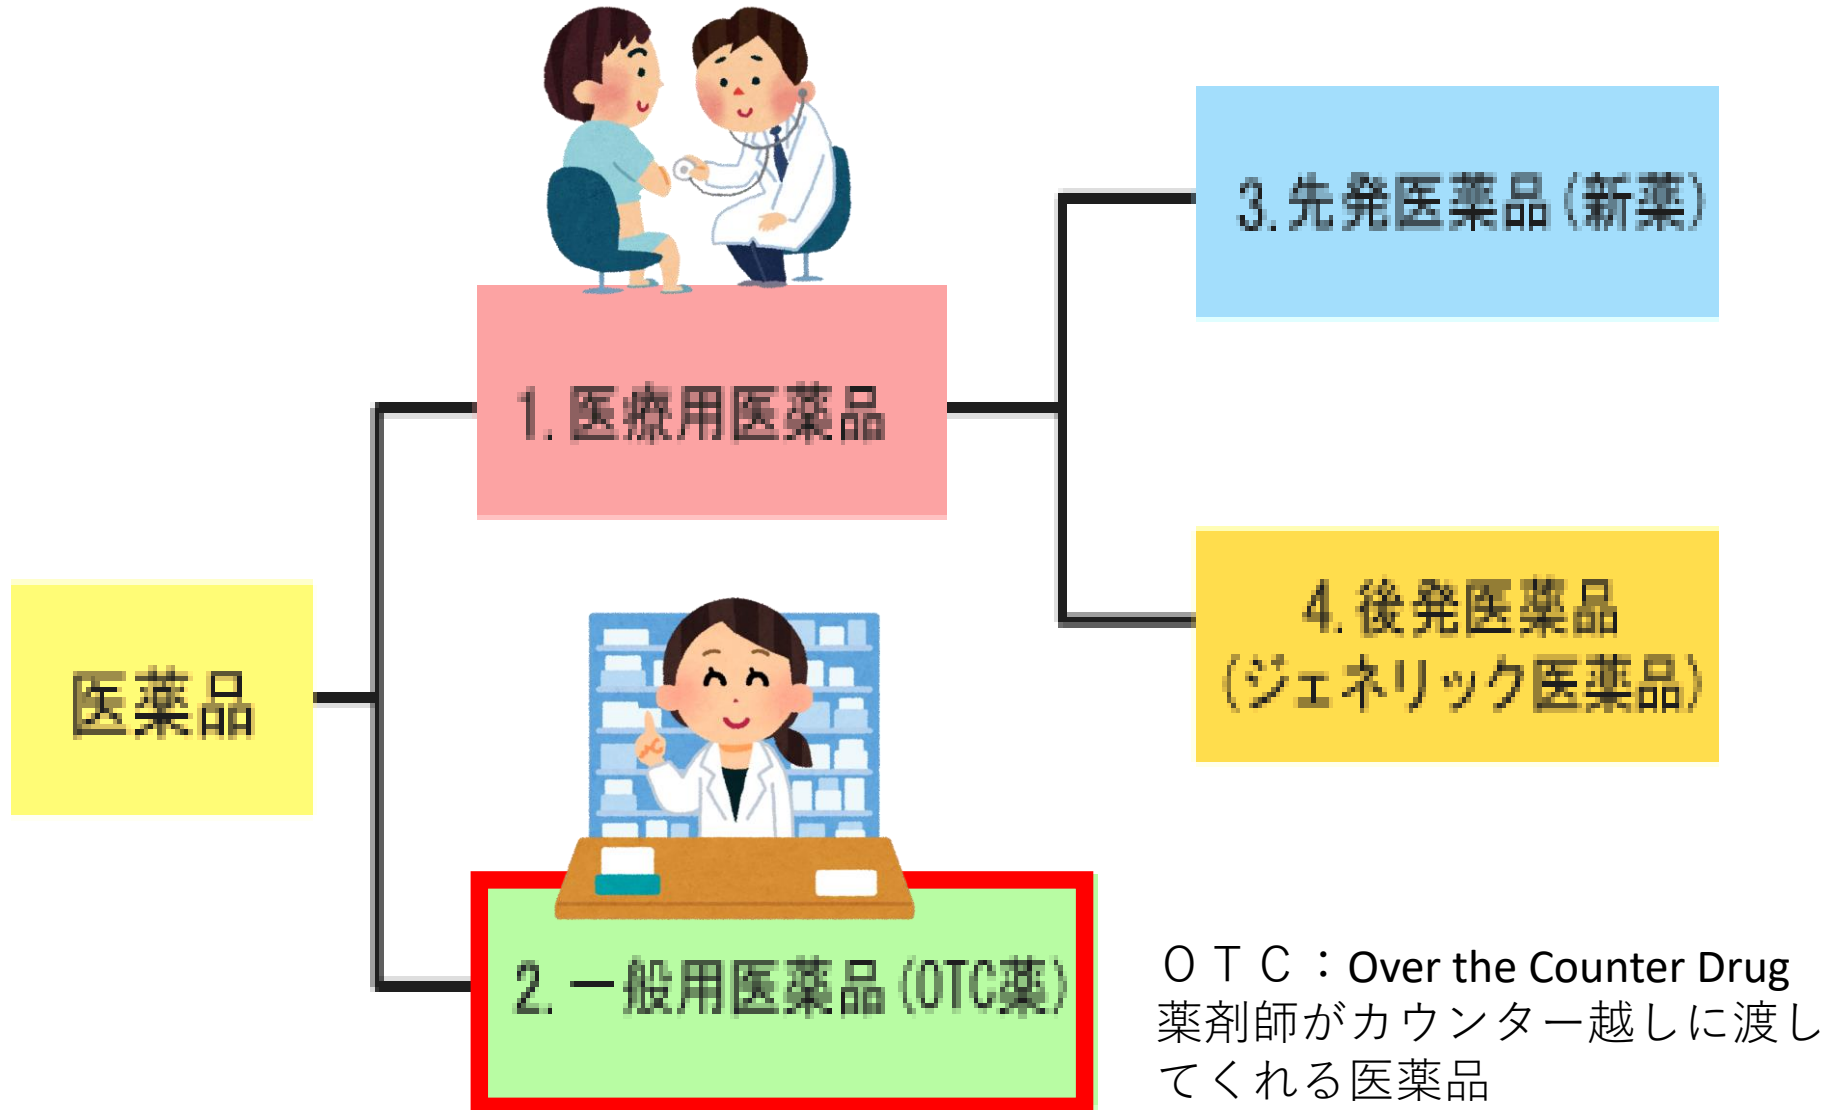 医薬品
1.医療用医薬品
2.一般用医薬品(OTC薬)
3.先発医薬品(新薬)
4.後発医薬品
(ジェネリック医薬品)
ＯＴＣ：Over the Counter Drug
薬剤師がカウンター越しに渡し
てくれる医薬品